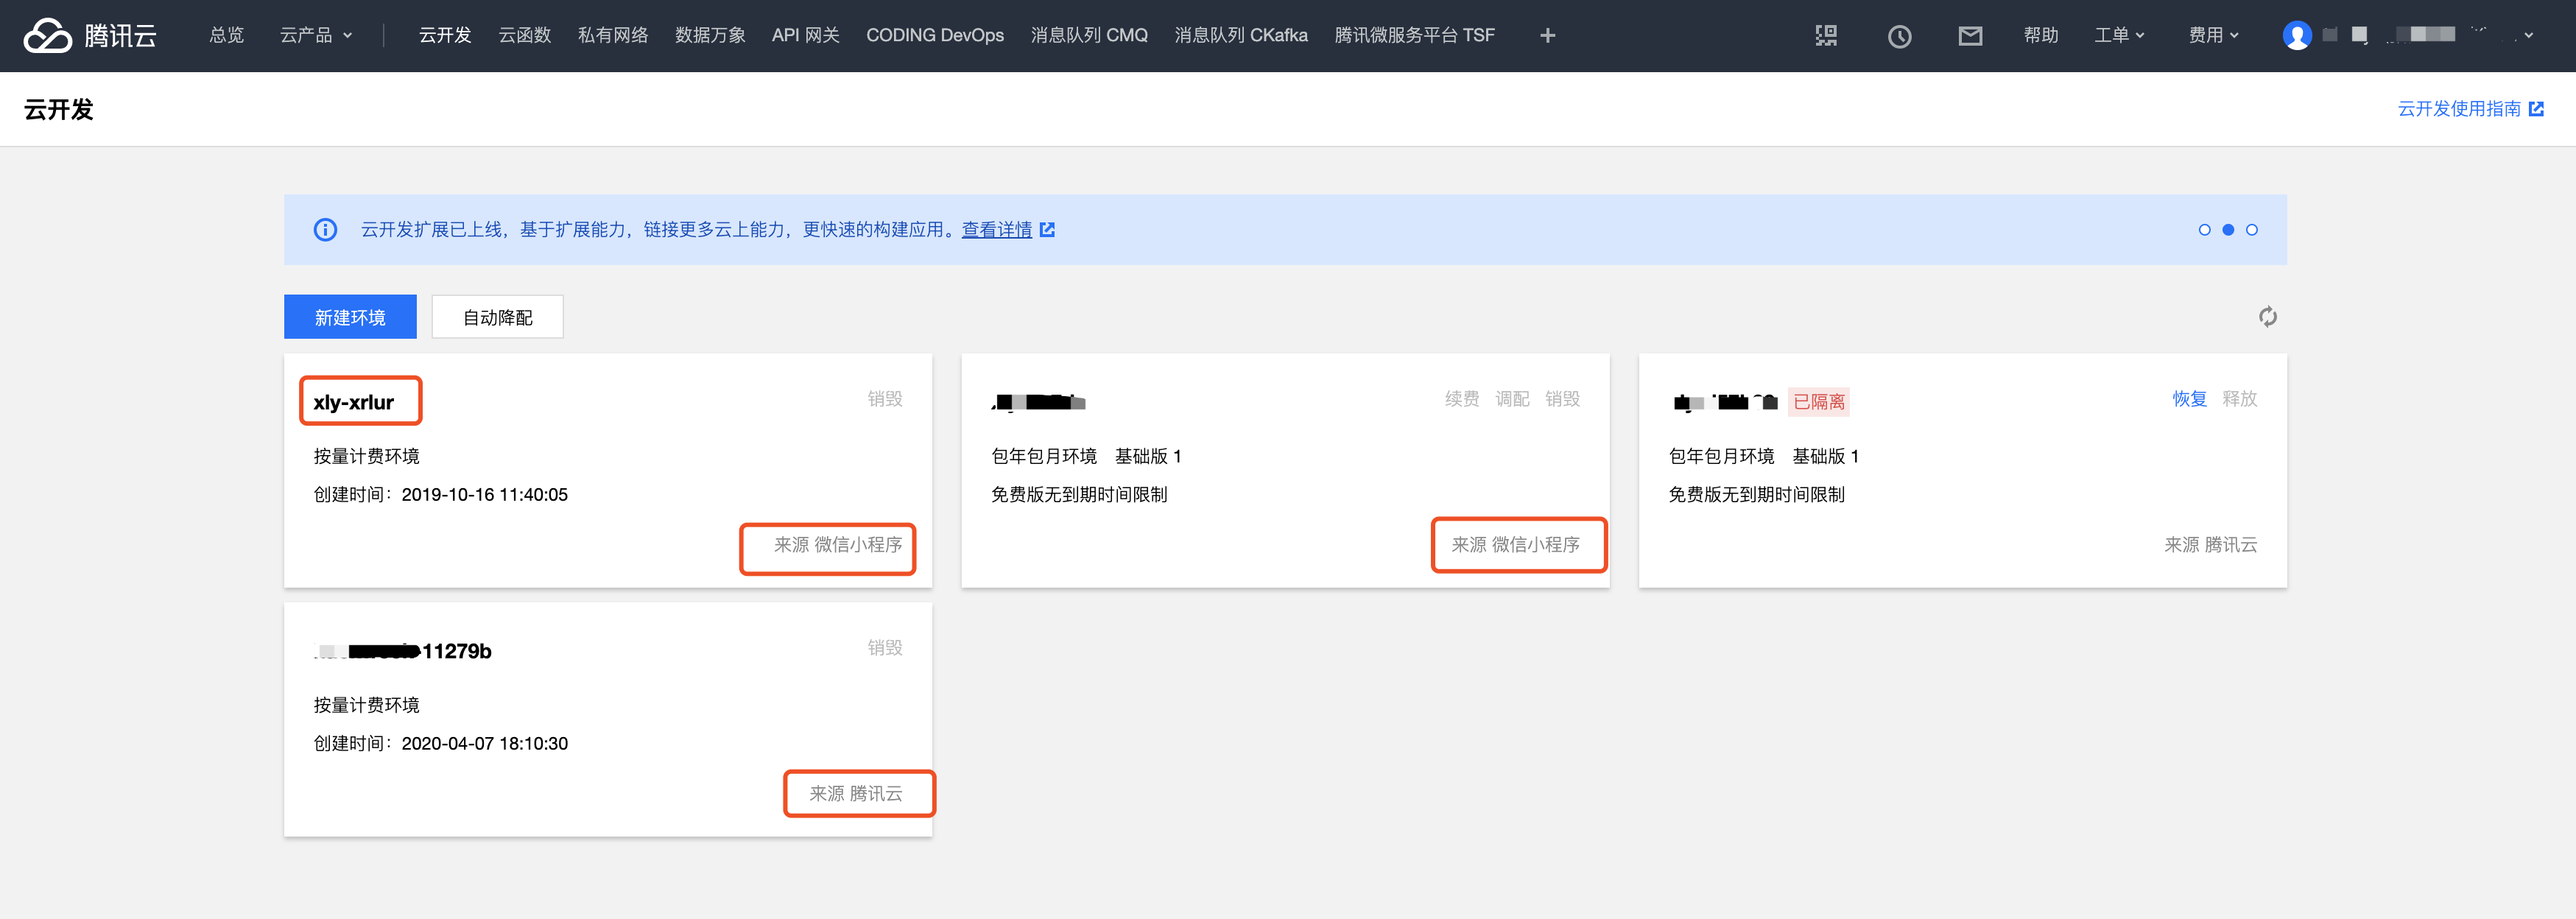 腾讯云 总览 云产品 云开发 云函数 私有网络 数据万象 API 网关 CODING DevOps 消息队列 CMQ 消息队列 CKafka 腾讯微服务平台 TSF 帮助 工单 费用
云开发 云开发使用指南
云开发扩展已上线，基于扩展能力，链接更多云上能力，更快速的构建应用。查看详情
新建环境 自动降配
xly-xrlur 销毁
按量计费环境
创建时间：2019-10-16 11:40:05
来源 微信小程序
续费 调配 销毁
包年包月环境 基础版 1
免费版无到期时间限制
来源 微信小程序
已隔离 恢复 释放
包年包月环境 基础版 1
免费版无到期时间限制
来源 腾讯云
-11279b 销毁
按量计费环境
创建时间：2020-04-07 18:10:30
来源 腾讯云